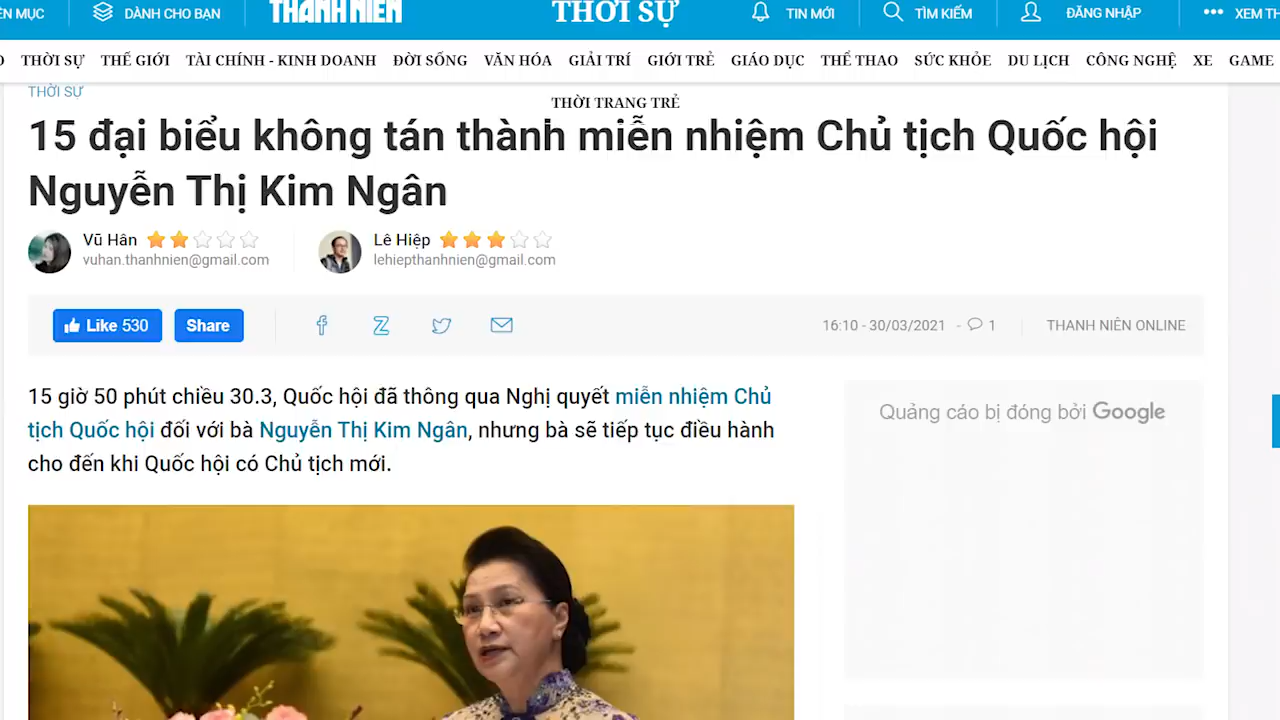 ÊN MỤC DÀNH CHO BẠN THANH NIÊN THỜI SỰ TIN MỚI TÌM KIẾM ĐĂNG NHẬP XEM TH
THỜI SỰ THẾ GIỚI TÀI CHÍNH - KINH DOANH ĐỜI SỐNG VĂN HÓA GIẢI TRÍ GIỚI TRẺ GIÁO DỤC THỂ THAO SỨC KHỎE DU LỊCH CÔNG NGHỆ XE GAME
THỜI SỰ
THỜI TRANG TRẺ
15 đại biểu không tán thành miễn nhiệm Chủ tịch Quốc hội
Nguyễn Thị Kim Ngân
Vũ Hân
vuhan.thanhnien@gmail.com
Lê Hiệp
lehiepthanhnien@gmail.com
Like 530 Share
16:10 - 30/03/2021 - 1 THANH NIÊN ONLINE
15 giờ 50 phút chiều 30.3, Quốc hội đã thông qua Nghị quyết miễn nhiệm Chủ
tịch Quốc hội đối với bà Nguyễn Thị Kim Ngân, nhưng bà sẽ tiếp tục điều hành
cho đến khi Quốc hội có Chủ tịch mới.
Quảng cáo bị đóng bởi Google